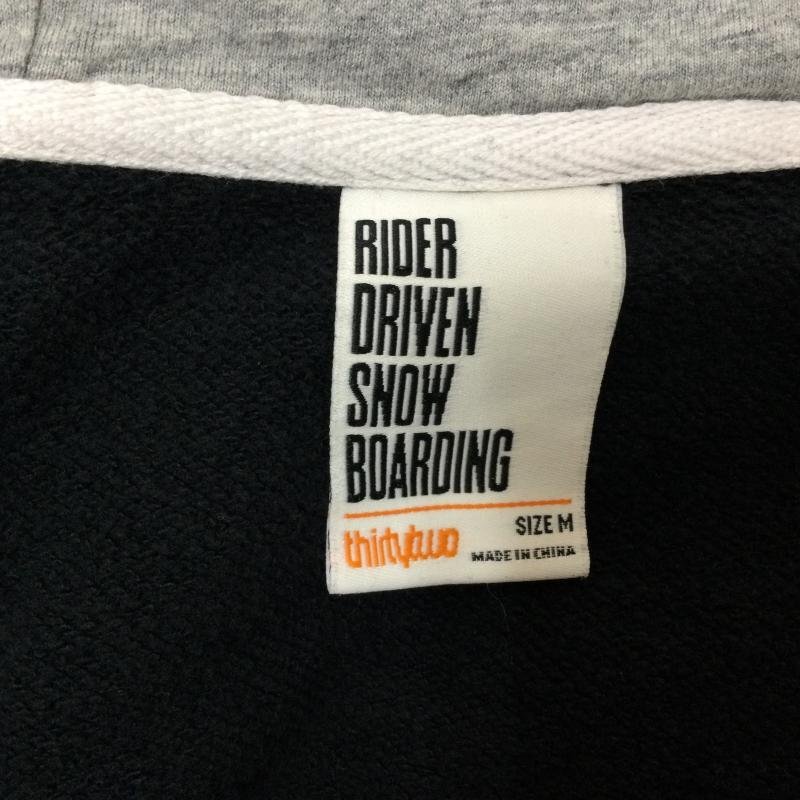 RIDER
DRIVEN
SNOW
BOARDING
thirtytwo SIZE M
MADE IN CHINA